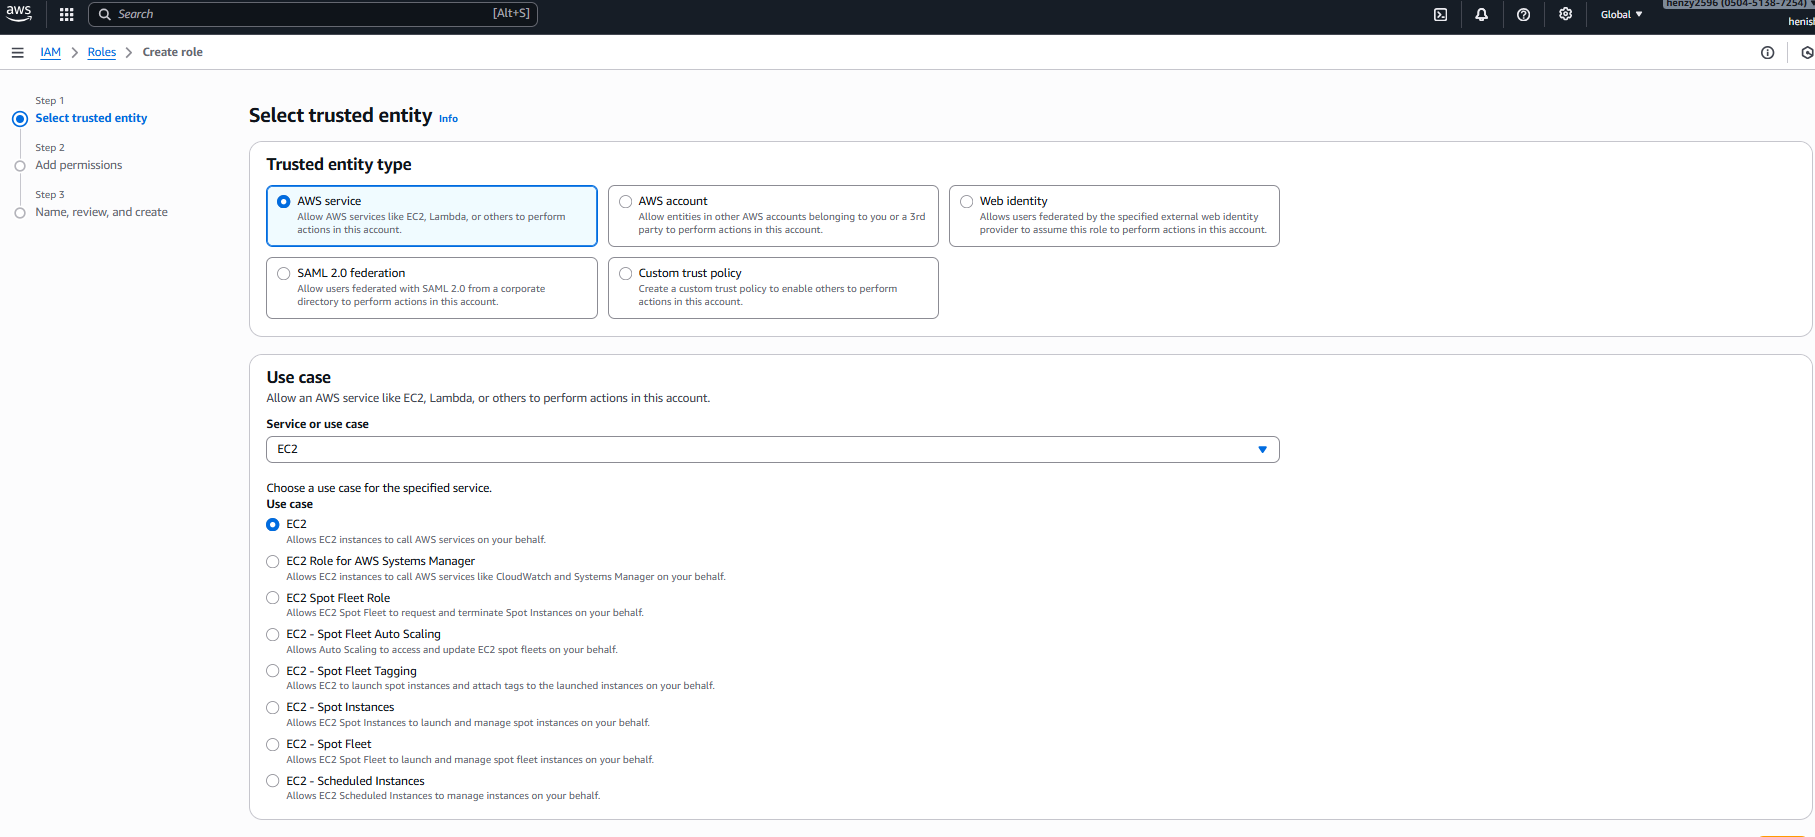 aws
Search
[Alt+S]
Global
henzy2596 (0504-5138-7254)
IAM
Roles
Create role
Step 1
Select trusted entity
Step 2
Add permissions
Step 3
Name, review, and create
Select trusted entity Info
Trusted entity type
AWS service
Allow AWS services like EC2, Lambda, or others to perform
actions in this account.
AWS account
Allow entities in other AWS accounts belonging to you or a 3rd
party to perform actions in this account.
Web identity
Allows users federated by the specified external web identity
provider to assume this role to perform actions in this account.
SAML 2.0 federation
Allow users federated with SAML 2.0 from a corporate
directory to perform actions in this account.
Custom trust policy
Create a custom trust policy to enable others to perform
actions in this account.
Use case
Allow an AWS service like EC2, Lambda, or others to perform actions in this account.
Service or use case
EC2
Choose a use case for the specified service.
Use case
EC2
Allows EC2 instances to call AWS services on your behalf.
EC2 Role for AWS Systems Manager
Allows EC2 instances to call AWS services like CloudWatch and Systems Manager on your behalf.
EC2 Spot Fleet Role
Allows EC2 Spot Fleet to request and terminate Spot Instances on your behalf.
EC2 - Spot Fleet Auto Scaling
Allows Auto Scaling to access and update EC2 spot fleets on your behalf.
EC2 - Spot Fleet Tagging
Allows EC2 to launch spot instances and attach tags to the launched instances on your behalf.
EC2 - Spot Instances
Allows EC2 Spot Instances to launch and manage spot instances on your behalf.
EC2 - Spot Fleet
Allows EC2 Spot Fleet to launch and manage spot fleet instances on your behalf.
EC2 - Scheduled Instances
Allows EC2 Scheduled Instances to manage instances on your behalf.